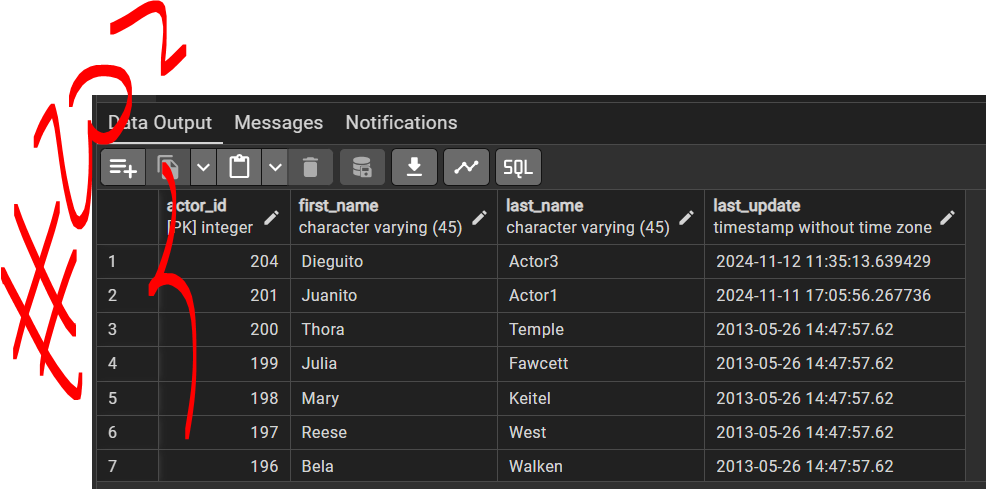 Data Output Messages Notifications
SQL
actor_id first_name last_name last_update
[PK] integer character varying (45) character varying (45) timestamp without time zone
1 204 Dieguito Actor3 2024-11-12 11:35:13.639429
2 201 Juanito Actor1 2024-11-11 17:05:56.267736
3 200 Thora Temple 2013-05-26 14:47:57.62
4 199 Julia Fawcett 2013-05-26 14:47:57.62
5 198 Mary Keitel 2013-05-26 14:47:57.62
6 197 Reese West 2013-05-26 14:47:57.62
7 196 Bela Walken 2013-05-26 14:47:57.62